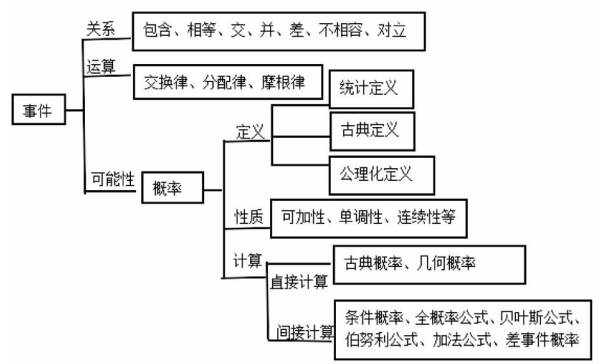 关系
包含、相等、交、并、差、不相容、对立
运算
交换律、分配律、摩根律
事件
可能性
概率
定义
统计定义
古典定义
公理化定义
性质
可加性、单调性、连续性等
计算
直接计算
古典概率、几何概率
间接计算
条件概率、全概率公式、贝叶斯公式、
伯努利公式、加法公式、差事件概率